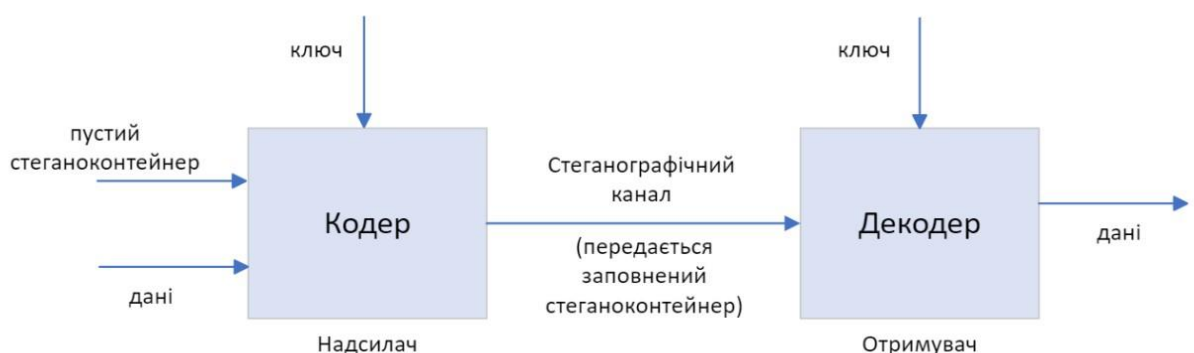 ключ
ключ
пустий
стеганоконтейнер
Стеганографічний
канал
Кодер
Декодер
(передається
заповнений
стеганоконтейнер)
дані
дані
Надсилач
Отримувач